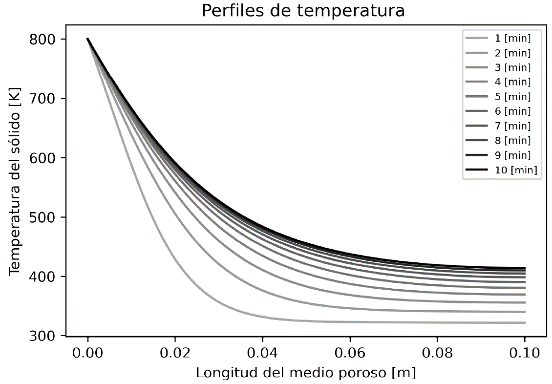 Perfiles de temperatura
Temperatura del sólido [K]
800
700
600
500
400
300
1 [min]
2 [min]
3 [min]
4 [min]
5 [min]
6 [min]
7 [min]
8 [min]
9 [min]
10 [min]
0.00 0.02 0.04 0.06 0.08 0.10
Longitud del medio poroso [m]